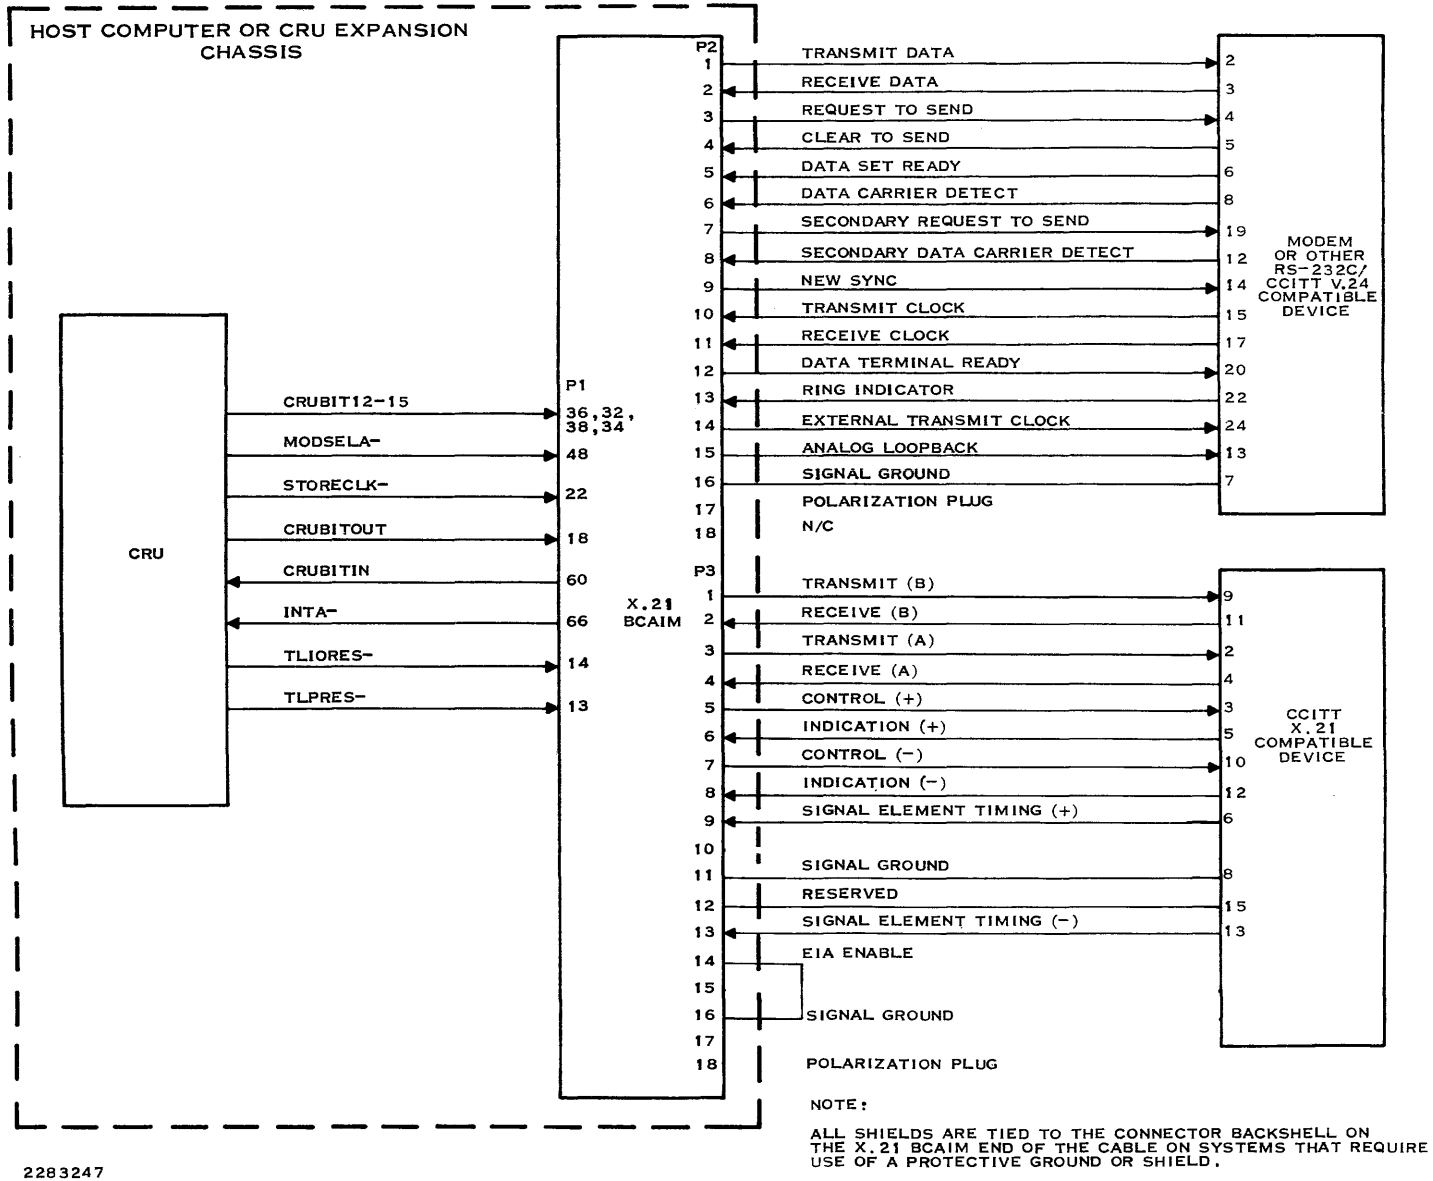 HOST COMPUTER OR CRU EXPANSION
CHASSIS
CRU
CRUBIT12-15
MODSELA-
STORECLK-
CRUBITOUT
CRUBITIN
INTA-
TLIORES-
TLPRES-
P1
36,32,
38,34
48
22
18
60
66
14
13
X.21
BCAIM
P2
1 TRANSMIT DATA 2
2 RECEIVE DATA 3
3 REQUEST TO SEND 4
4 CLEAR TO SEND 5
5 DATA SET READY 6
6 DATA CARRIER DETECT 8
7 SECONDARY REQUEST TO SEND 19
8 SECONDARY DATA CARRIER DETECT 12
9 NEW SYNC 14
10 TRANSMIT CLOCK 15
11 RECEIVE CLOCK 17
12 DATA TERMINAL READY 20
13 RING INDICATOR 22
14 EXTERNAL TRANSMIT CLOCK 24
15 ANALOG LOOPBACK 13
16 SIGNAL GROUND 7
17 POLARIZATION PLUG
18 N/C
MODEM
OR OTHER
RS-232C/
CCITT V.24
COMPATIBLE
DEVICE
P3
1 TRANSMIT (B) 9
2 RECEIVE (B) 11
3 TRANSMIT (A) 2
4 RECEIVE (A) 4
5 CONTROL (+) 3
6 INDICATION (+) 5
7 CONTROL (-) 10
8 INDICATION (-) 12
9 SIGNAL ELEMENT TIMING (+) 6
10
11 SIGNAL GROUND 8
12 RESERVED 15
13 SIGNAL ELEMENT TIMING (-) 13
14 EIA ENABLE
15
16 SIGNAL GROUND
17
18 POLARIZATION PLUG
CCITT
X.21
COMPATIBLE
DEVICE
NOTE:
ALL SHIELDS ARE TIED TO THE CONNECTOR BACKSHELL ON
THE X.21 BCAIM END OF THE CABLE ON SYSTEMS THAT REQUIRE
USE OF A PROTECTIVE GROUND OR SHIELD.
2283247